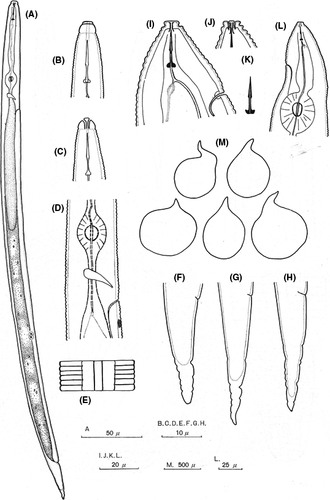 (A)
(B)
(C)
(D)
(E)
(I)
(J)
(K)
(L)
(M)
(F)
(G)
(H)
A
50 μ
B.C.D.E.F.G.H.
10 μ
I.J.K.L.
20 μ
M. 500 μ
L.
25 μ